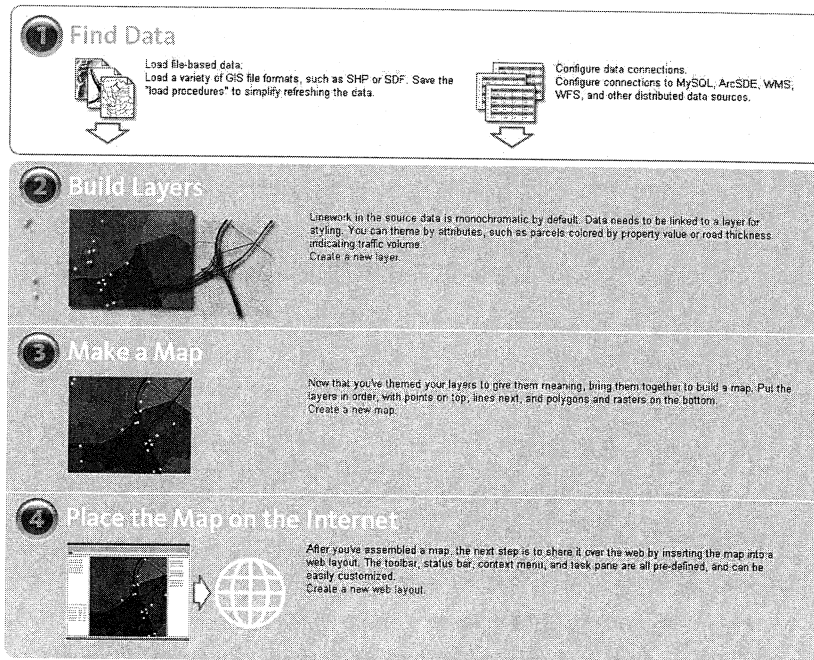 1 Find Data
Load file-based data:
Load a variety of GIS file formats, such as SHP or SDF. Save the
"load procedures" to simplify refreshing the data.
Configure data connections.
Configure connections to MySQL, ArcSDE, WMS,
WFS, and other distributed data sources.
2 Build Layers
Linework in the source data is monochromatic by default. Data needs to be linked to a layer for
styling. You can theme by attributes, such as parcels colored by property value or road thickness
indicating traffic volume.
Create a new layer.
3 Make a Map
Now that you've themed your layers to give them meaning, bring them together to build a map. Put the
layers in order, with points on top, lines next, and polygons and rasters on the bottom.
Create a new map.
4 Place the Map on the Internet
After you've assembled a map, the next step is to share it over the web by inserting the map into a
web layout. The toolbar, status bar, context menu, and task pane are all pre-defined, and can be
easily customized.
Create a new web layout.